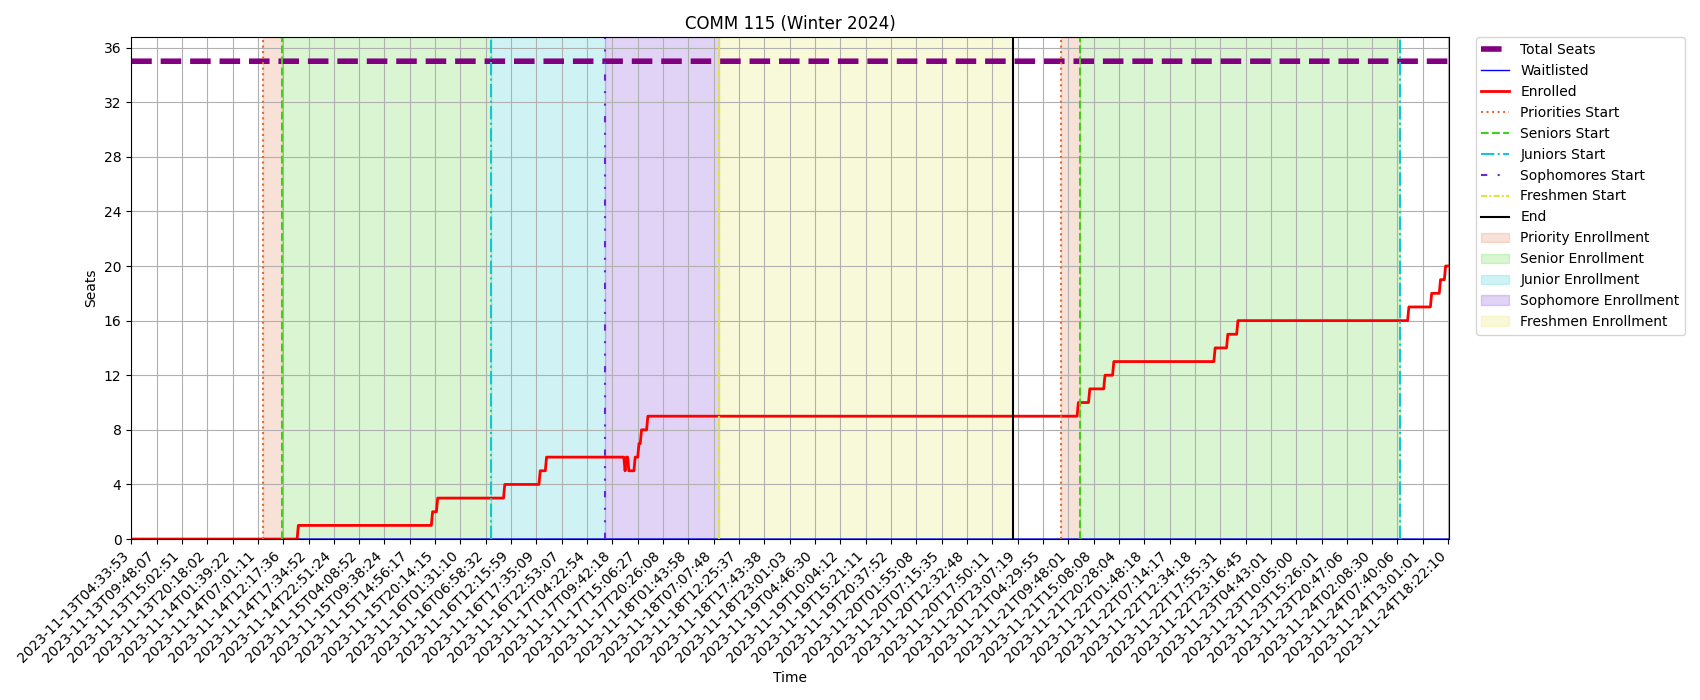 COMM 115 (Winter 2024)
36
32
28
24
20
16
12
8
4
0
Seats
2023-11-13T04:33:53
2023-11-13T09:48:07
2023-11-13T15:02:51
2023-11-13T20:18:02
2023-11-14T01:39:22
2023-11-14T07:01:11
2023-11-14T12:17:36
2023-11-14T17:34:52
2023-11-14T22:51:24
2023-11-15T04:08:52
2023-11-15T09:38:24
2023-11-15T14:56:17
2023-11-15T20:14:15
2023-11-16T01:31:10
2023-11-16T06:58:32
2023-11-16T12:15:59
2023-11-16T17:35:09
2023-11-16T22:53:07
2023-11-17T04:22:54
2023-11-17T09:42:18
2023-11-17T15:06:27
2023-11-17T20:26:08
2023-11-18T01:43:58
2023-11-18T07:07:48
2023-11-18T12:25:37
2023-11-18T17:43:38
2023-11-18T23:01:03
2023-11-19T04:46:30
2023-11-19T10:04:12
2023-11-19T15:21:11
2023-11-19T20:37:52
2023-11-20T01:55:08
2023-11-20T07:15:35
2023-11-20T12:32:48
2023-11-20T17:50:11
2023-11-20T23:07:19
2023-11-21T04:29:55
2023-11-21T09:48:01
2023-11-21T15:08:08
2023-11-21T20:28:04
2023-11-22T01:48:18
2023-11-22T07:14:17
2023-11-22T12:34:18
2023-11-22T17:55:31
2023-11-22T23:16:45
2023-11-23T04:43:01
2023-11-23T10:05:00
2023-11-23T15:26:01
2023-11-23T20:47:06
2023-11-24T02:08:30
2023-11-24T07:40:06
2023-11-24T13:01:01
2023-11-24T18:22:10
Time
Total Seats
Waitlisted
Enrolled
Priorities Start
Seniors Start
Juniors Start
Sophomores Start
Freshmen Start
End
Priority Enrollment
Senior Enrollment
Junior Enrollment
Sophomore Enrollment
Freshmen Enrollment